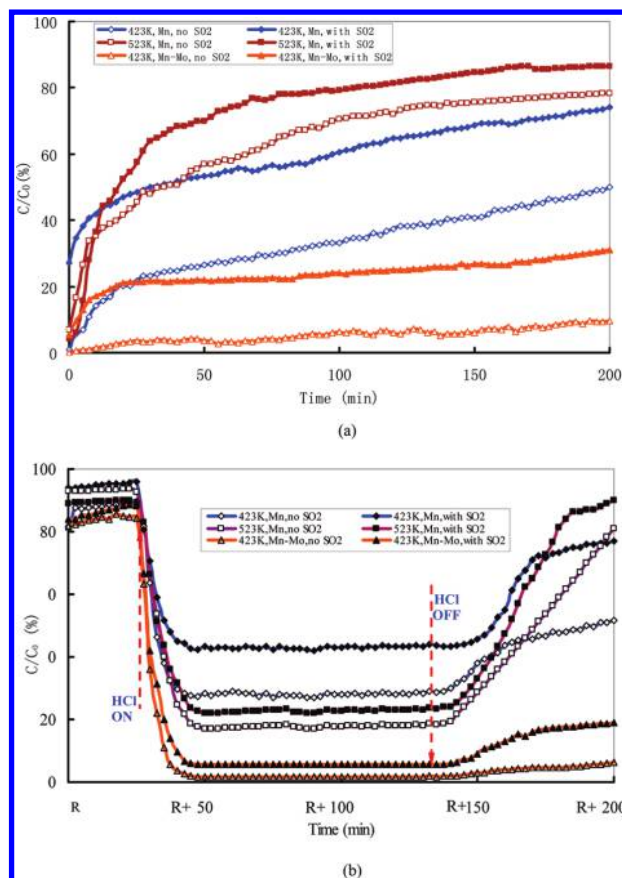 100
80
60
40
20
0
C/C₀ (%)
423K,Mn,no SO2
423K,Mn,with SO2
523K,Mn,no SO2
523K,Mn,with SO2
423K,Mn-Mo,no SO2
423K,Mn-Mo,with SO2
0 50 100 150 200
Time (min)
(a)
100
80
0
0
20
0
C/C₀ (%)
423K,Mn,no SO2
423K,Mn,with SO2
523K,Mn,no SO2
523K,Mn,with SO2
423K,Mn-Mo,no SO2
423K,Mn-Mo,with SO2
HCl
ON
HCl
OFF
R R+ 50 R+ 100 R+150 R+ 200
Time (min)
(b)